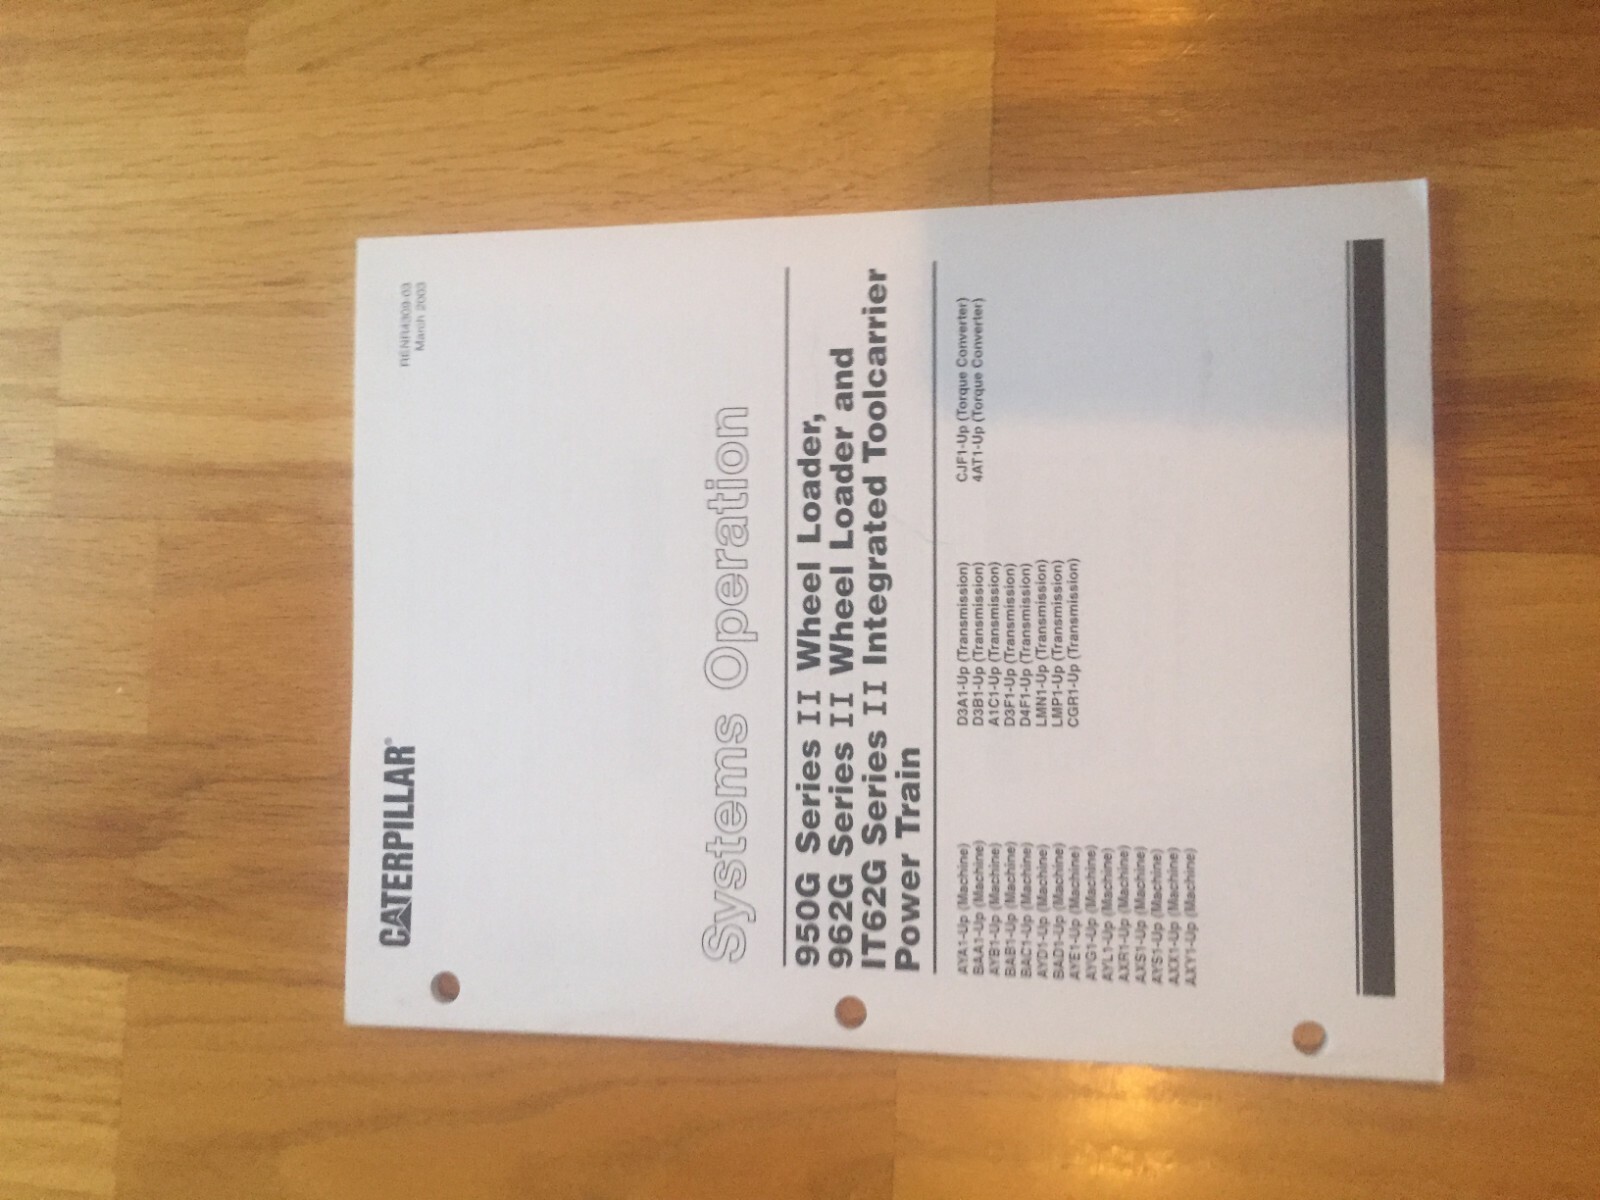 CATERPILLAR®
RENR4309-03
March 2003
Systems Operation
950G Series II Wheel Loader,
962G Series II Wheel Loader and
IT62G Series II Integrated Toolcarrier
Power Train
AYA1-Up (Machine)
BAA1-Up (Machine)
AYB1-Up (Machine)
BAB1-Up (Machine)
BAC1-Up (Machine)
AYD1-Up (Machine)
BAD1-Up (Machine)
AYE1-Up (Machine)
AYG1-Up (Machine)
AYL1-Up (Machine)
AXR1-Up (Machine)
AXS1-Up (Machine)
AYS1-Up (Machine)
AXX1-Up (Machine)
AXY1-Up (Machine)
D3A1-Up (Transmission)
D3B1-Up (Transmission)
A1C1-Up (Transmission)
D3F1-Up (Transmission)
D4F1-Up (Transmission)
LMN1-Up (Transmission)
LMP1-Up (Transmission)
CGR1-Up (Transmission)
CJF1-Up (Torque Converter)
4AT1-Up (Torque Converter)